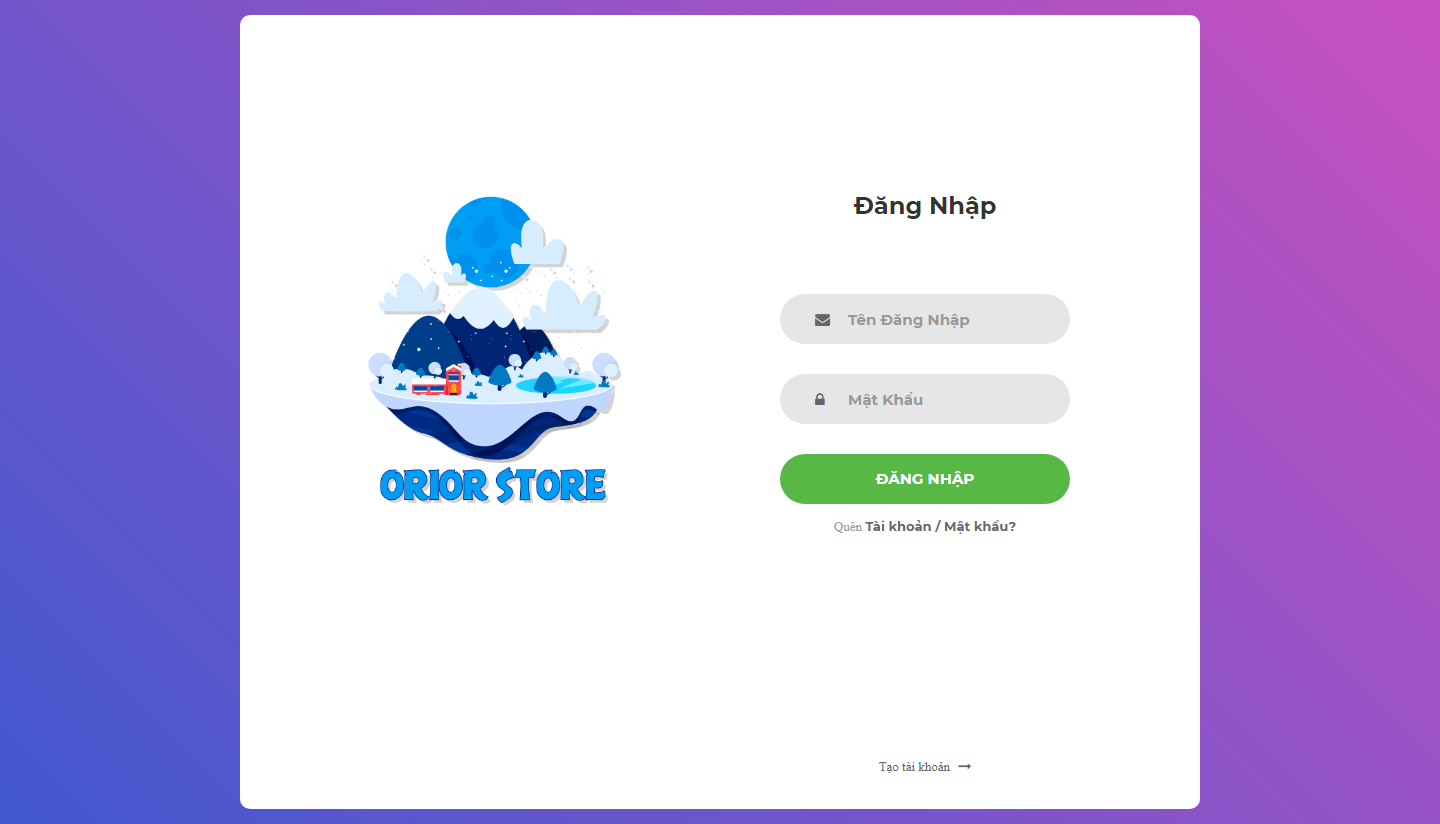 ORIOR STORE
Đăng Nhập
Tên Đăng Nhập
Mật Khẩu
ĐĂNG NHẬP
Quên Tài khoản / Mật khẩu?
Tạo tài khoản